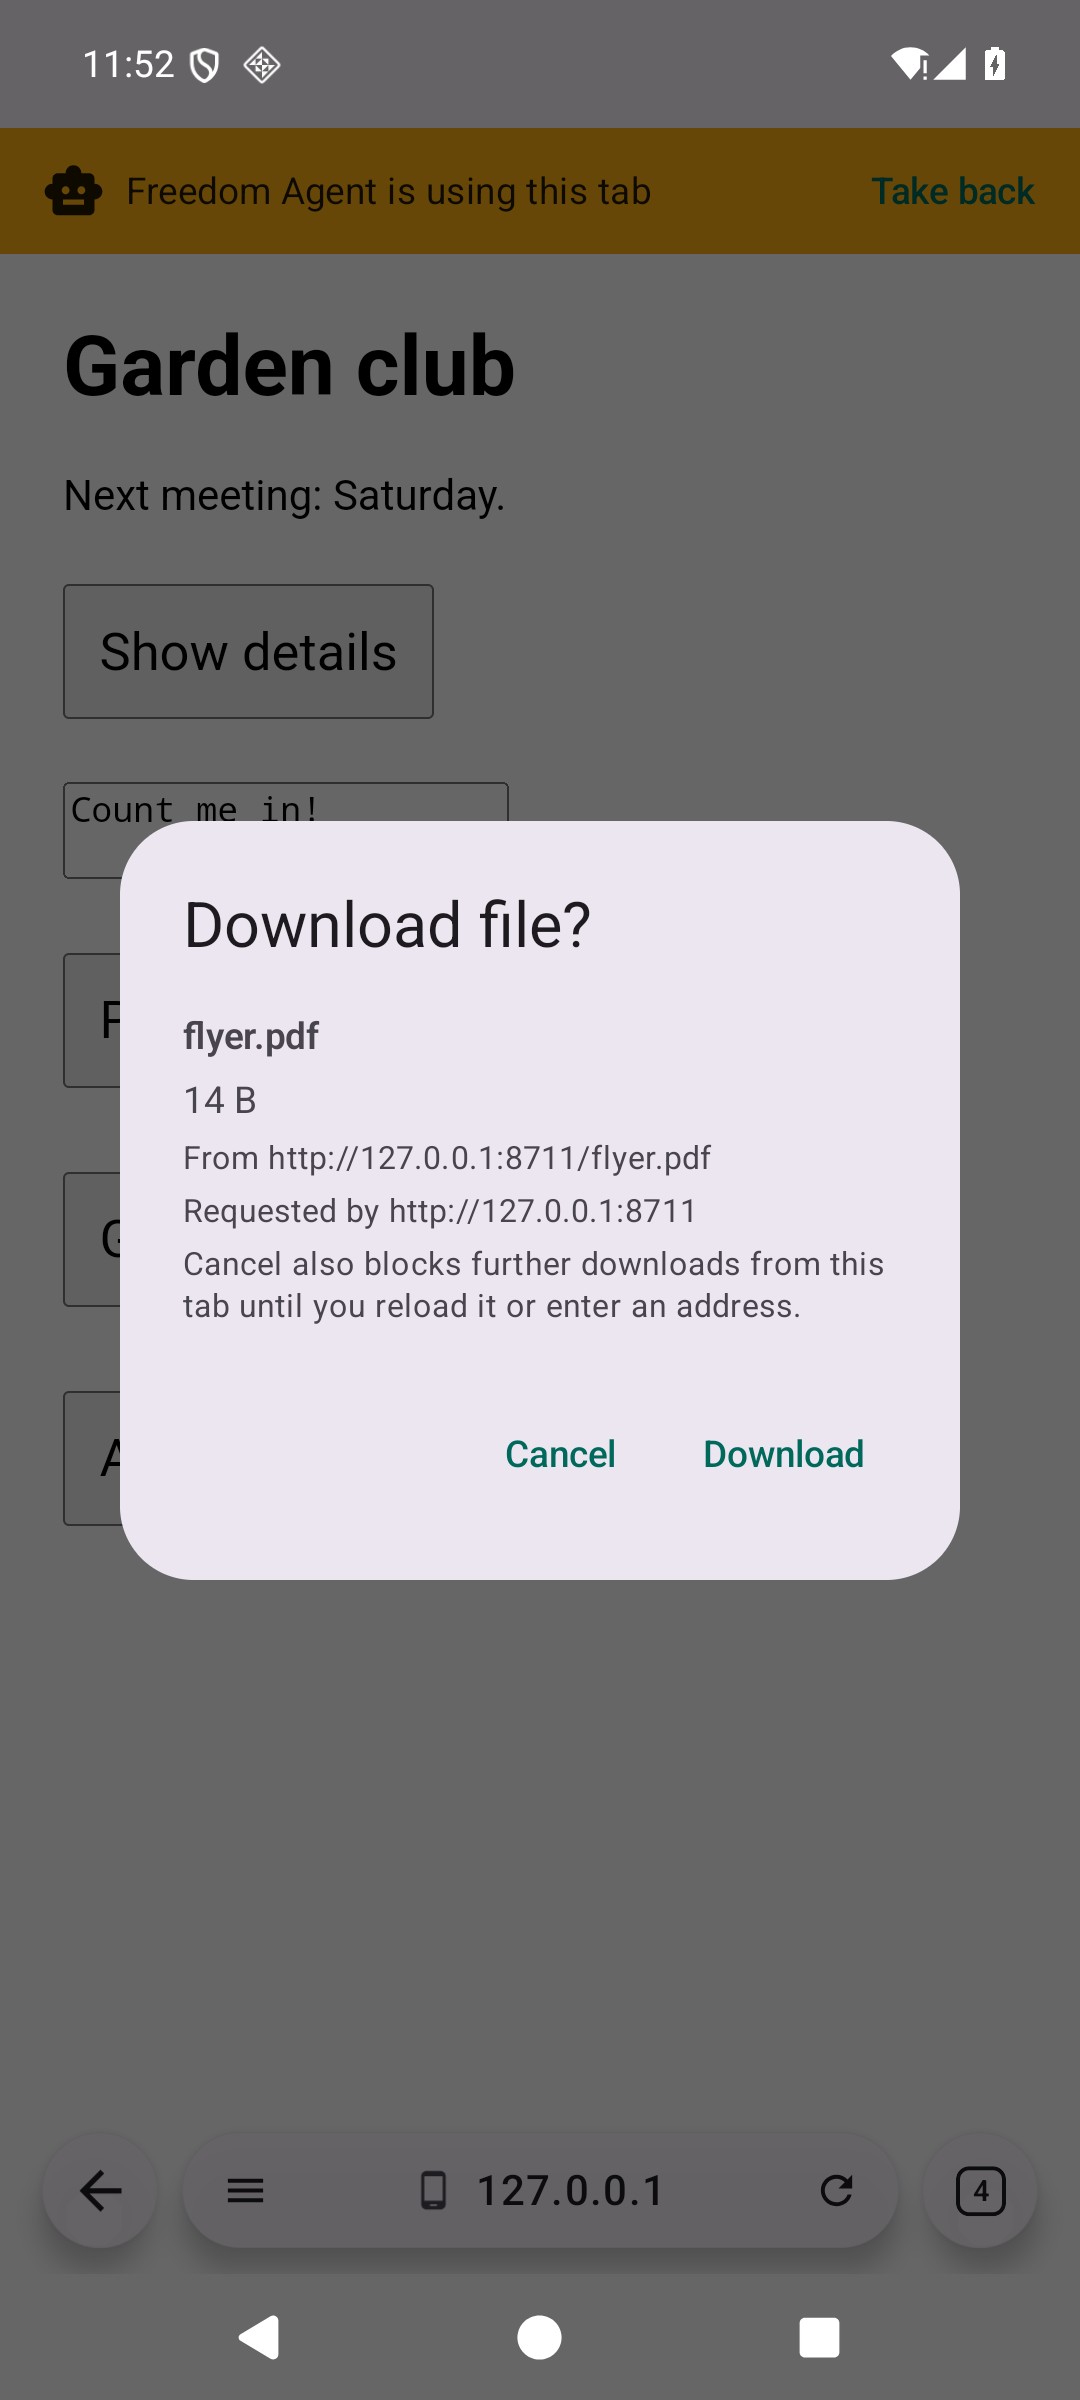 11:52
Freedom Agent is using this tab
Take back
Garden club
Next meeting: Saturday.
Show details
Count me in!
Download file?
flyer.pdf
14 B
From http://127.0.0.1:8711/flyer.pdf
Requested by http://127.0.0.1:8711
Cancel also blocks further downloads from this
tab until you reload it or enter an address.
Cancel
Download
127.0.0.1
4